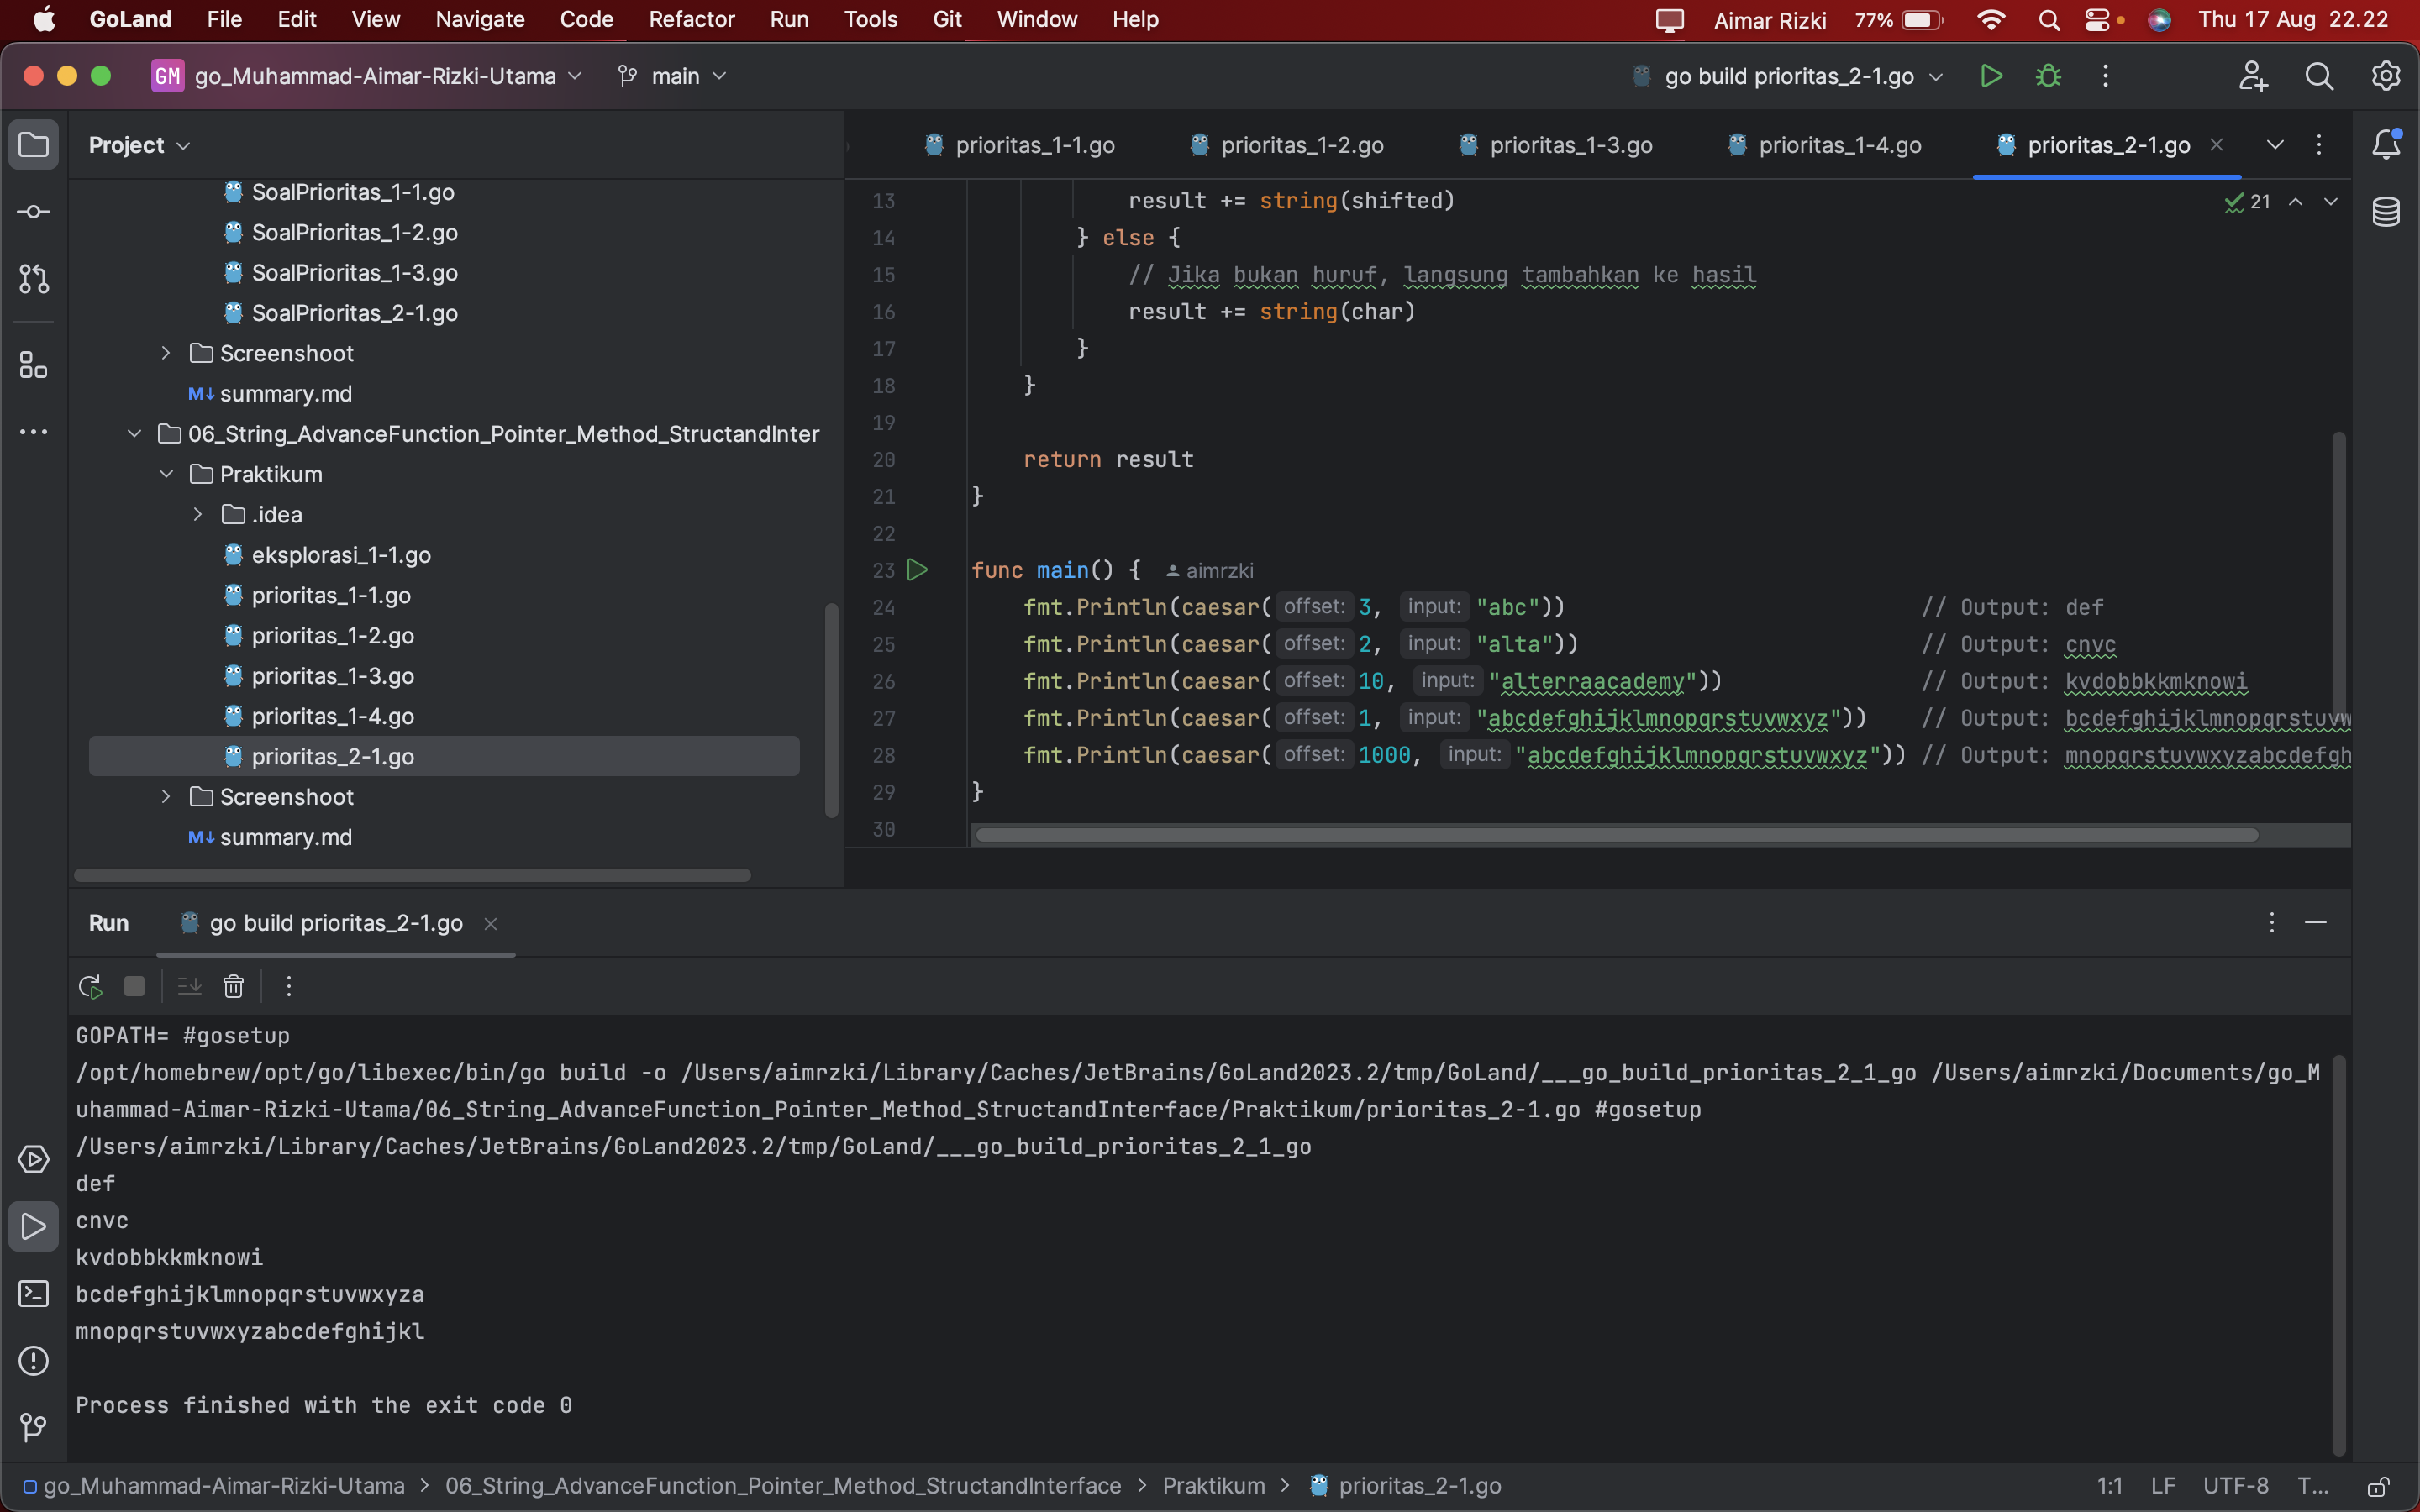 GoLand File Edit View Navigate Code Refactor Run Tools Git Window Help Aimar Rizki 77% Thu 17 Aug 22.22
GM go_Muhammad-Aimar-Rizki-Utama main go build prioritas_2-1.go
Project
SoalPrioritas_1-1.go
SoalPrioritas_1-2.go
SoalPrioritas_1-3.go
SoalPrioritas_2-1.go
Screenshoot
M↓ summary.md
06_String_AdvanceFunction_Pointer_Method_StructandInter
Praktikum
.idea
eksplorasi_1-1.go
prioritas_1-1.go
prioritas_1-2.go
prioritas_1-3.go
prioritas_1-4.go
prioritas_2-1.go
Screenshoot
M↓ summary.md
prioritas_1-1.go prioritas_1-2.go prioritas_1-3.go prioritas_1-4.go prioritas_2-1.go
21
13 result += string(shifted)
14 } else {
15 // Jika bukan huruf, langsung tambahkan ke hasil
16 result += string(char)
17 }
18 }
19
20 return result
21 }
22
23 func main() { aimrzki
24 fmt.Println(caesar( offset: 3, input: "abc")) // Output: def
25 fmt.Println(caesar( offset: 2, input: "alta")) // Output: cnvc
26 fmt.Println(caesar( offset: 10, input: "alterraacademy")) // Output: kvdobbkkmknowi
27 fmt.Println(caesar( offset: 1, input: "abcdefghijklmnopqrstuvwxyz")) // Output: bcdefghijklmnopqrstuvw
28 fmt.Println(caesar( offset: 1000, input: "abcdefghijklmnopqrstuvwxyz")) // Output: mnopqrstuvwxyzabcdefgh
29 }
30
Run go build prioritas_2-1.go
GOPATH= #gosetup
/opt/homebrew/opt/go/libexec/bin/go build -o /Users/aimrzki/Library/Caches/JetBrains/GoLand2023.2/tmp/GoLand/___go_build_prioritas_2_1_go /Users/aimrzki/Documents/go_M
uhammad-Aimar-Rizki-Utama/06_String_AdvanceFunction_Pointer_Method_StructandInterface/Praktikum/prioritas_2-1.go #gosetup
/Users/aimrzki/Library/Caches/JetBrains/GoLand2023.2/tmp/GoLand/___go_build_prioritas_2_1_go
def
cnvc
kvdobbkkmknowi
bcdefghijklmnopqrstuvwxyza
mnopqrstuvwxyzabcdefghijkl
Process finished with the exit code 0
go_Muhammad-Aimar-Rizki-Utama > 06_String_AdvanceFunction_Pointer_Method_StructandInterface > Praktikum > prioritas_2-1.go 1:1 LF UTF-8 T...